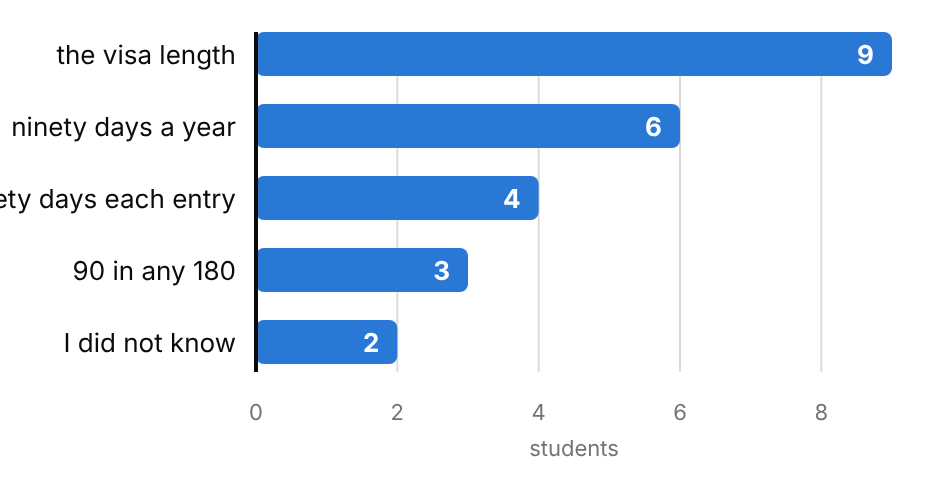 the visa length
9
ninety days a year
6
days each entry
4
90 in any 180
3
I did not know
2
0 2 4 6 8
students